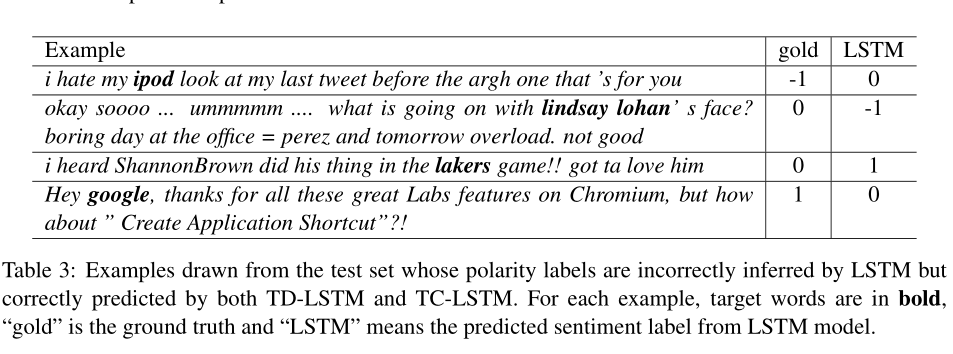 Example gold LSTM
i hate my ipod look at my last tweet before the argh one that 's for you -1 0
okay soooo ... ummmmm .... what is going on with lindsay lohan' s face? 0 -1
boring day at the office = perez and tomorrow overload. not good
i heard ShannonBrown did his thing in the lakers game!! got ta love him 0 1
Hey google, thanks for all these great Labs features on Chromium, but how 1 0
about ” Create Application Shortcut”?!
Table 3: Examples drawn from the test set whose polarity labels are incorrectly inferred by LSTM but
correctly predicted by both TD-LSTM and TC-LSTM. For each example, target words are in bold,
“gold” is the ground truth and “LSTM” means the predicted sentiment label from LSTM model.